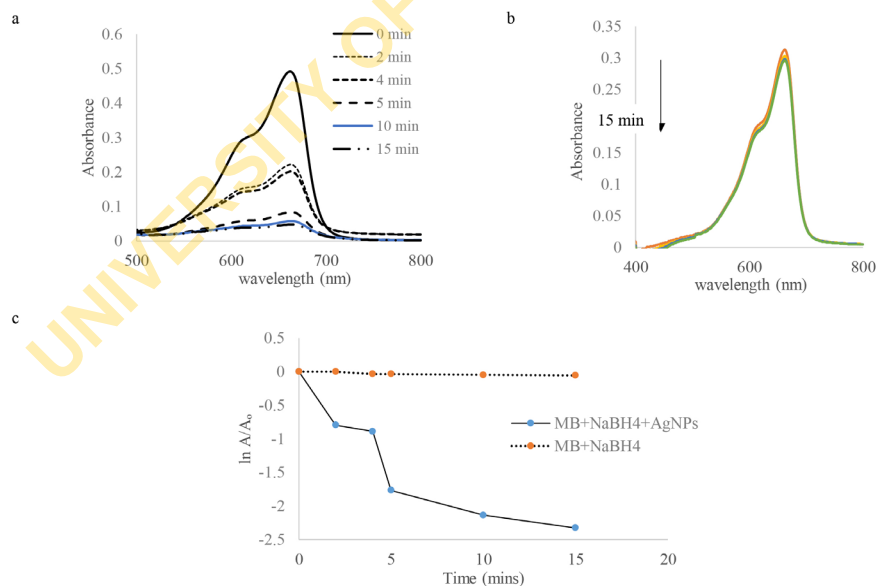 a
b
0.6
0.5
0.4
0.3
0.2
0.1
0
Absorbance
500
600
700
800
wavelength (nm)
0 min
2 min
4 min
5 min
10 min
15 min
0.35
0.3
0.25
15 min
0.15
0.1
0.05
0
Absorbance
400
600
800
wavelength (nm)
UNIVERSITY OF
c
0.5
0
-0.5
-1
-1.5
-2
-2.5
ln A/Aₒ
0
5
10
15
20
Time (mins)
MB+NaBH4+AgNPs
MB+NaBH4